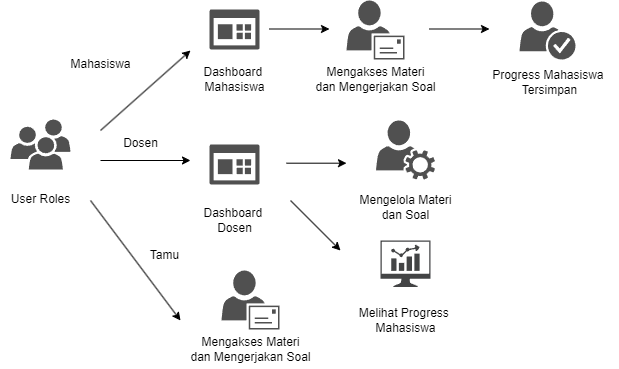 Mahasiswa
Dashboard
Mahasiswa
Mengakses Materi
dan Mengerjakan Soal
Progress Mahasiswa
Tersimpan
User Roles
Dosen
Dashboard
Dosen
Mengelola Materi
dan Soal
Melihat Progress
Mahasiswa
Tamu
Mengakses Materi
dan Mengerjakan Soal